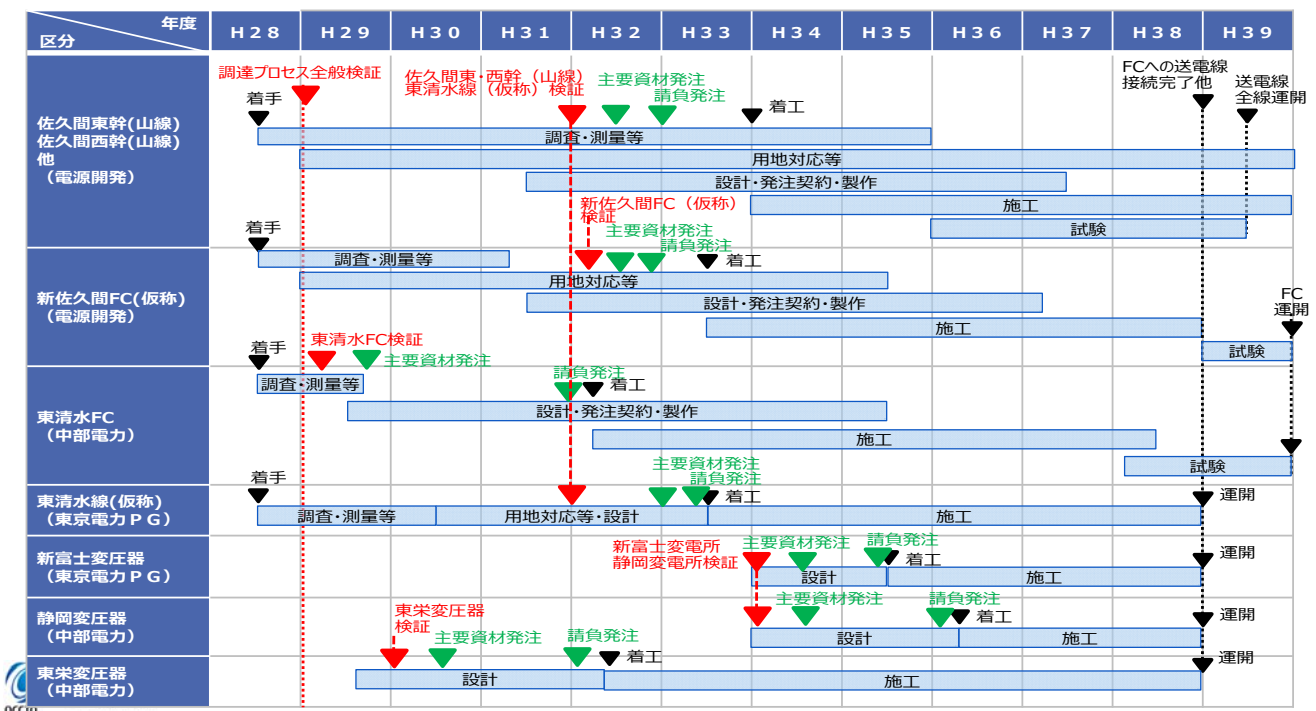 年度
区分
H28
H29
H30
H31
H32
H33
H34
H35
H36
H37
H38
H39
佐久間東幹(山線)
佐久間西幹(山線)
他
（電源開発）
調達プロセス全般検証
佐久間東・西幹（山線）
東清水線（仮称）検証
主要資材発注
請負発注
着手
着工
FCへの送電線
接続完了他
送電線
全線運開
調査・測量等
用地対応等
設計・発注契約・製作
施工
試験
新佐久間FC(仮称)
（電源開発）
着手
新佐久間FC（仮称）
検証
主要資材発注
請負発注
着工
調査・測量等
用地対応等
設計・発注契約・製作
施工
試験
FC
運開
東清水FC
（中部電力）
着手
東清水FC検証
主要資材発注
請負発注
着工
調査・測量等
設計・発注契約・製作
施工
試験
東清水線(仮称)
（東京電力ＰＧ）
着手
主要資材発注
請負発注
着工
運開
調査・測量等
用地対応等・設計
施工
新富士変圧器
（東京電力ＰＧ）
新富士変電所
静岡変電所検証
主要資材発注
請負発注
着工
運開
設計
施工
静岡変圧器
（中部電力）
主要資材発注
請負発注
着工
運開
設計
施工
東栄変圧器
（中部電力）
東栄変圧器
検証
主要資材発注
請負発注
着工
運開
設計
施工